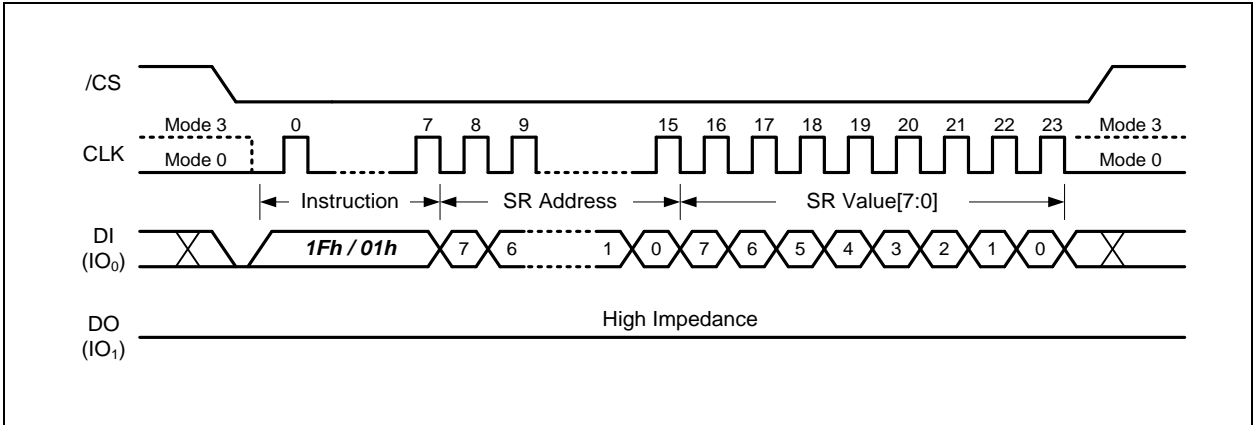 /CS
Mode 3 0 7 8 9 15 16 17 18 19 20 21 22 23 Mode 3
CLK
Mode 0 Mode 0
Instruction SR Address SR Value[7:0]
DI
(IO₀)
1Fh / 01h 7 6 1 0 7 6 5 4 3 2 1 0
DO
(IO₁)
High Impedance